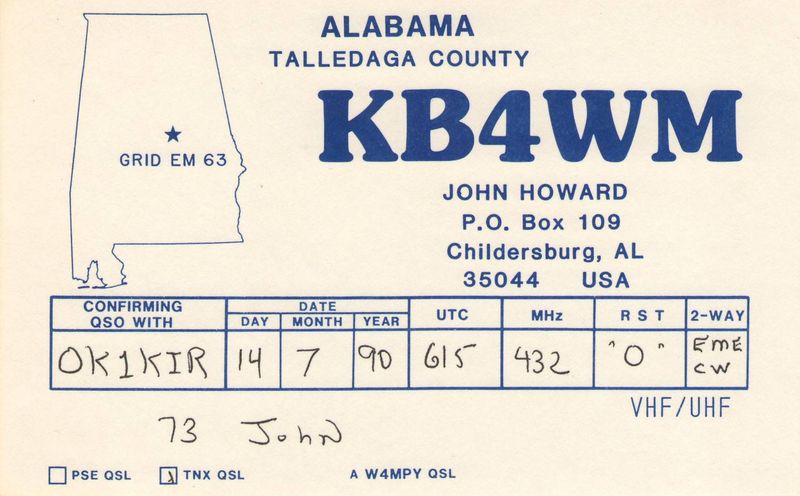 ALABAMA
TALLEDAGA COUNTY
KB4WM
GRID EM 63
JOHN HOWARD
P.O. Box 109
Childersburg, AL
35044 USA
CONFIRMING QSO WITH DATE DAY MONTH YEAR UTC MHz R S T 2-WAY
OK1KIR 14 7 90 615 432 "O" EME CW
VHF/UHF
73 John
PSE QSL TNX QSL A W4MPY QSL